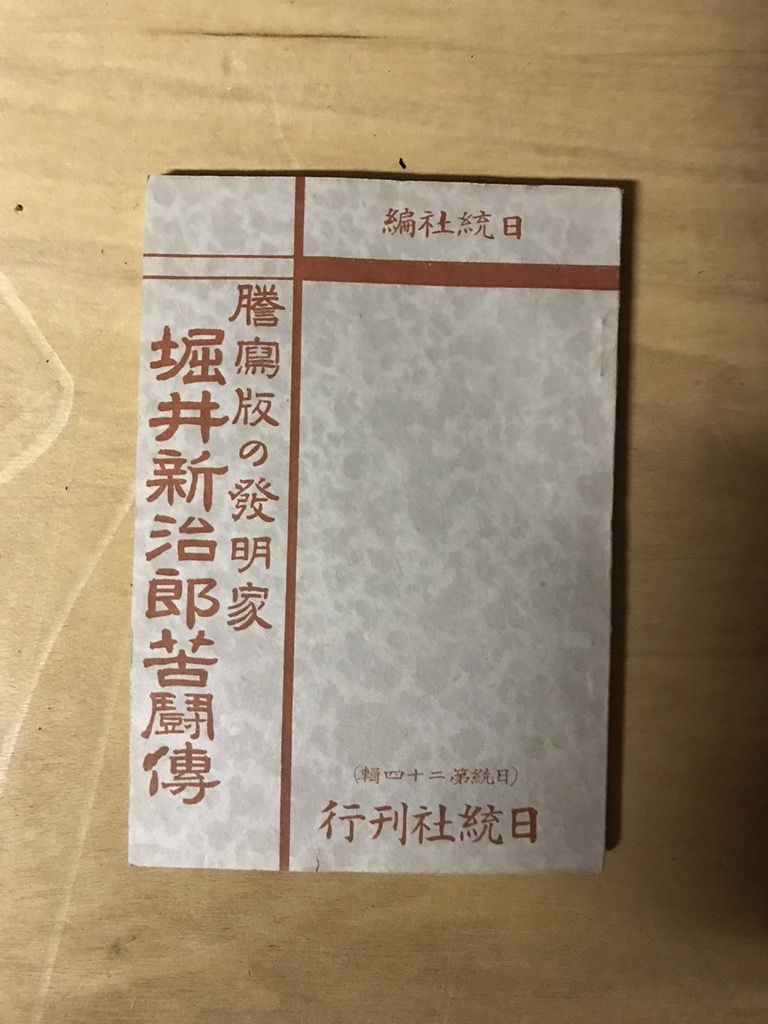 日統社編
謄寫版の發明家
堀井新治郎苦鬪傳
(日統第二十四輯)
日統社刊行